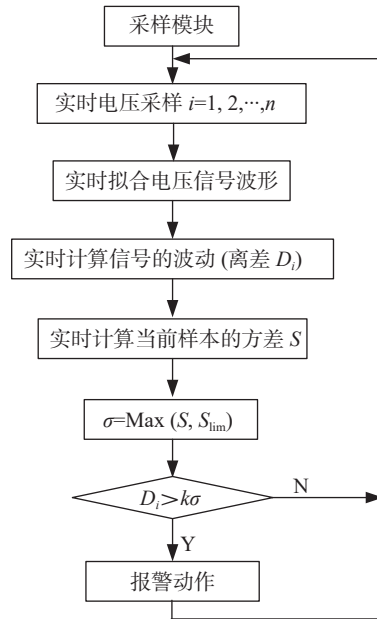 采样模块
实时电压采样 i=1, 2,···,n
实时拟合电压信号波形
实时计算信号的波动 (离差 Di)
实时计算当前样本的方差 S
σ=Max (S, Slim)
Di>kσ
N
Y
报警动作